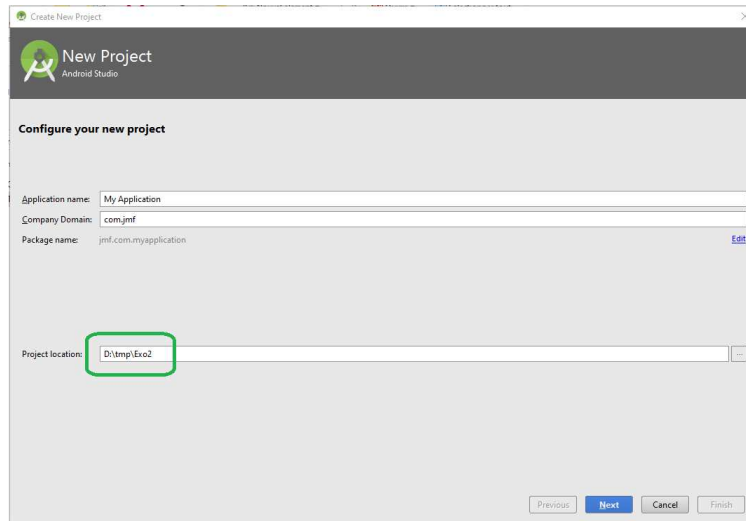 Create New Project
New Project
Android Studio
Configure your new project
Application name: My Application
Company Domain: com.jmf
Package name: jmf.com.myapplication Edit
Project location: D:\tmp\Exo2 ...
Previous Next Cancel Finish